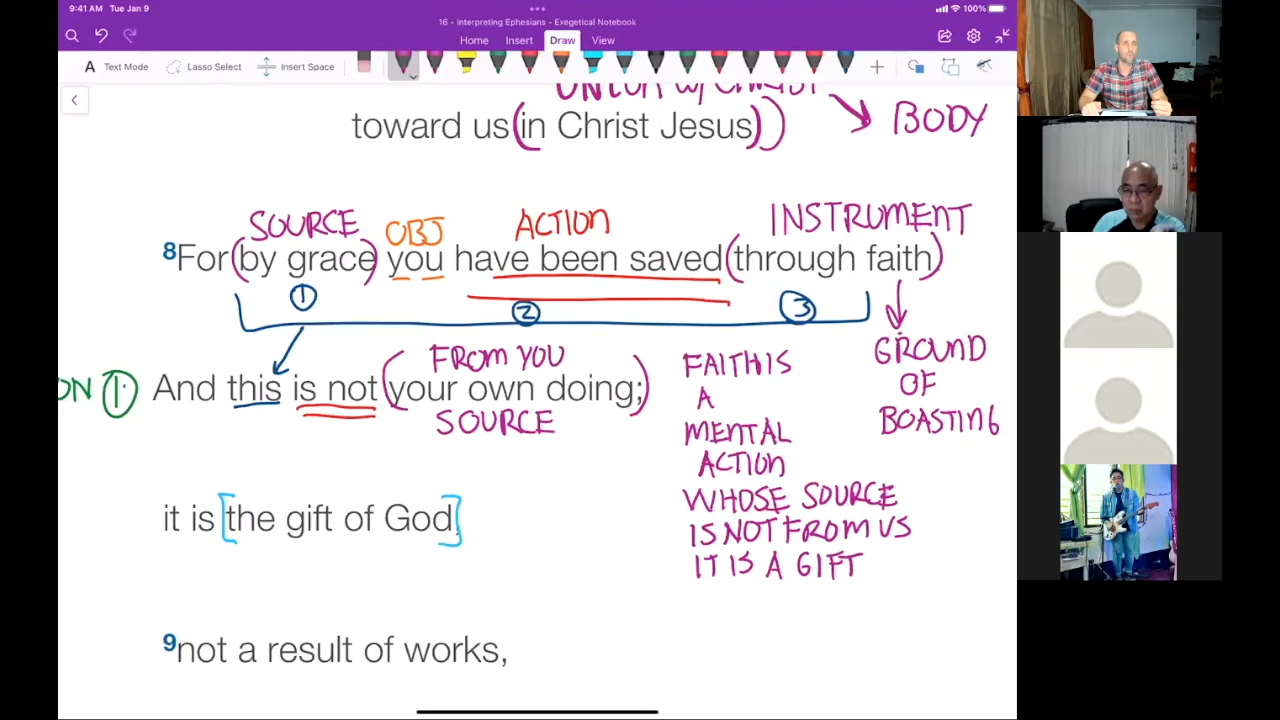 9:41 AM Tue Jan 9
100%
16 - Interpreting Ephesians - Exegetical Notebook
Home Insert Draw View
A Text Mode Lasso Select Insert Space
UNION W/ CHRIST
toward us (in Christ Jesus)) BODY
SOURCE OBJ ACTION INSTRUMENT
8For (by grace) you have been saved (through faith)
1 2 3
GROUND
OF
BOASTING
FROM YOU
ON 1 And this is not (your own doing;)
SOURCE
FAITH IS
A
MENTAL
ACTION
WHOSE SOURCE
IS NOT FROM US
IT IS A GIFT
it is [the gift of God,]
9not a result of works,